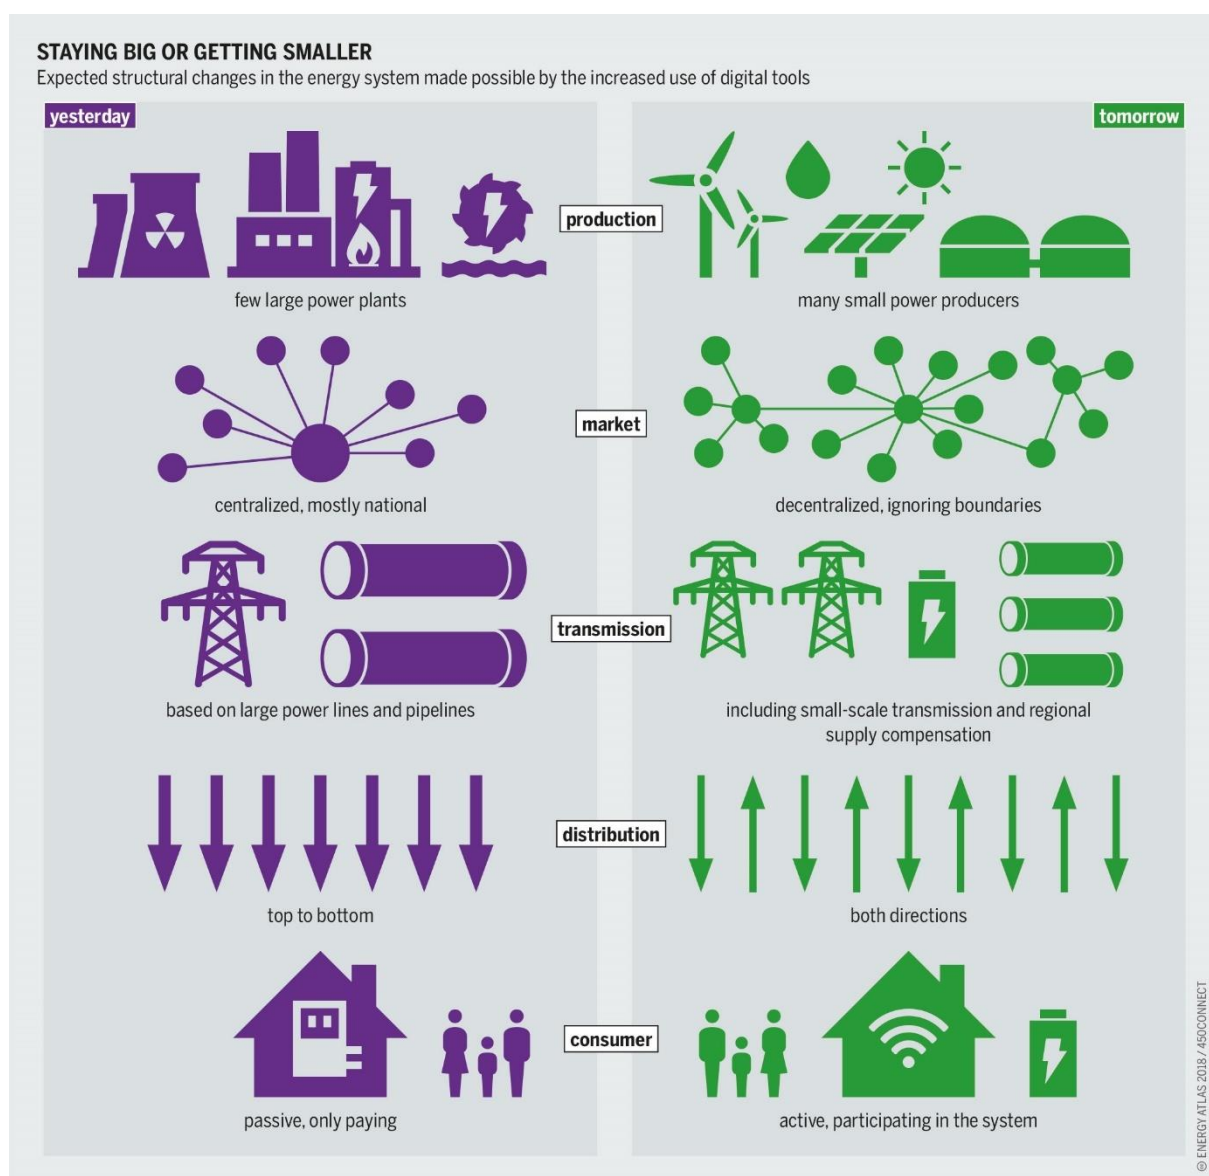 STAYING BIG OR GETTING SMALLER
Expected structural changes in the energy system made possible by the increased use of digital tools
yesterday
tomorrow
production
few large power plants
many small power producers
market
centralized, mostly national
decentralized, ignoring boundaries
transmission
based on large power lines and pipelines
including small-scale transmission and regional
supply compensation
distribution
top to bottom
both directions
consumer
passive, only paying
active, participating in the system
© ENERGY ATLAS 2018 / 450CONNECT